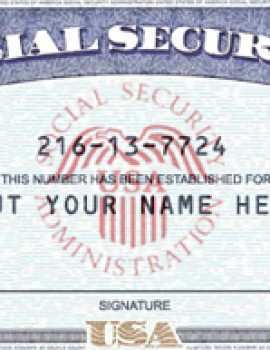 CIAL SECUR
SOCIAL SECURITY
216-13-7724
THIS NUMBER HAS BEEN ESTABLISHED FOR
UT YOUR NAME HE
USA
ADMINISTRATION
SIGNATURE
USA